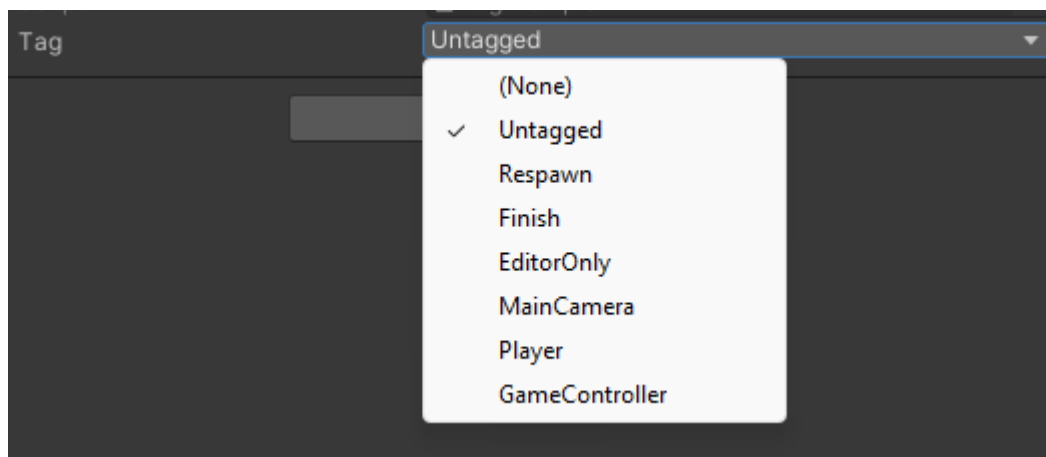 Tag
Untagged
(None)
Untagged
Respawn
Finish
EditorOnly
MainCamera
Player
GameController